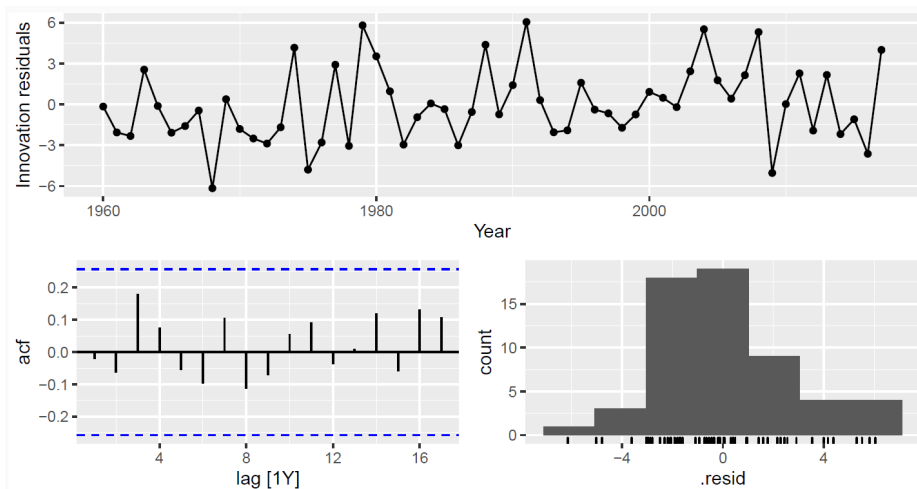 Innovation residuals
6
3
0
−3
−6
1960 1980 2000
Year
acf
0.2
0.1
0.0
−0.1
−0.2
4 8 12 16
lag [1Y]
count
15
10
5
0
−4 0 4
.resid